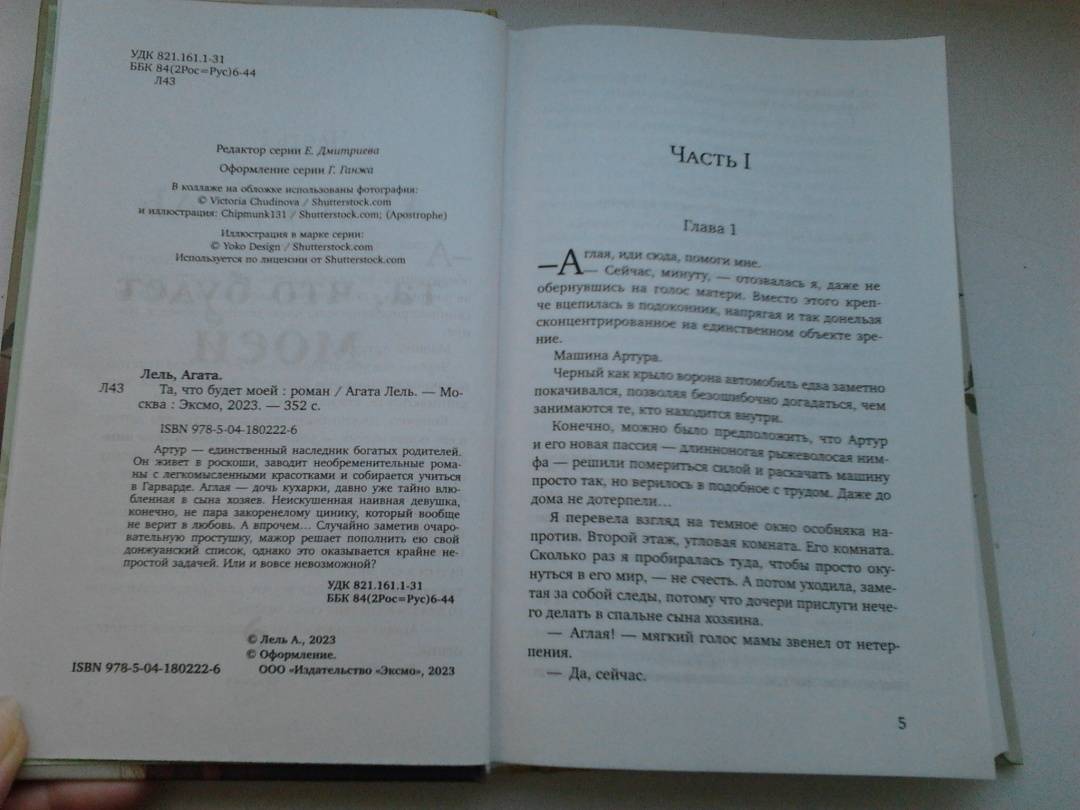 УДК 821.161.1-31
ББК 84(2Рос=Рус)6-44
Л43
Редактор серии Е. Дмитриева
Оформление серии Г. Ганжа
В коллаже на обложке использованы фотография:
© Victoria Chudinova / Shutterstock.com
и иллюстрация: Chipmunk131 / Shutterstock.com; (Apostrophe)
Иллюстрация в марке серии:
© Yoko Design / Shutterstock.com
Используется по лицензии от Shutterstock.com
Лель, Агата.
Л43 Та, что будет моей : роман / Агата Лель. — Мо-
сква : Эксмо, 2023. — 352 с.
ISBN 978-5-04-180222-6
Артур — единственный наследник богатых родителей.
Он живет в роскоши, заводит необременительные рома-
ны с легкомысленными красотками и собирается учиться
в Гарварде. Аглая — дочь кухарки, давно уже тайно влю-
бленная в сына хозяев. Неискушенная наивная девушка,
конечно, не пара закоренелому цинику, который вообще
не верит в любовь. А впрочем... Случайно заметив очаро-
вательную простушку, мажор решает пополнить ею свой
донжуанский список, однако это оказывается крайне не-
простой задачей. Или и вовсе невозможной?
УДК 821.161.1-31
ББК 84(2Рос=Рус)6-44
© Лель А., 2023
© Оформление.
ISBN 978-5-04-180222-6 ООО «Издательство «Эксмо», 2023
Часть I
Глава 1
—Аглая, иди сюда, помоги мне.
— Сейчас, минуту, — отозвалась я, даже не
обернувшись на голос матери. Вместо этого креп-
че вцепилась в подоконник, напрягая и так донельзя
сконцентрированное на единственном объекте зре-
ние.
Машина Артура.
Черный как крыло ворона автомобиль едва заметно
покачивался, позволяя безошибочно догадаться, чем
занимаются те, кто находится внутри.
Конечно, можно было предположить, что Артур
и его новая пассия — длинноногая рыжеволосая ним-
фа — решили помериться силой и раскачать машину
просто так, но верилось в подобное с трудом. Даже до
дома не дотерпели...
Я перевела взгляд на темное окно особняка на-
против. Второй этаж, угловая комната. Его комната.
Сколько раз я пробиралась туда, чтобы просто оку-
нуться в его мир, — не счесть. А потом уходила, заме-
тая за собой следы, потому что дочери прислуги нече-
го делать в спальне сына хозяина.
— Аглая! — мягкий голос мамы звенел от нетер-
пения.
— Да, сейчас.
5